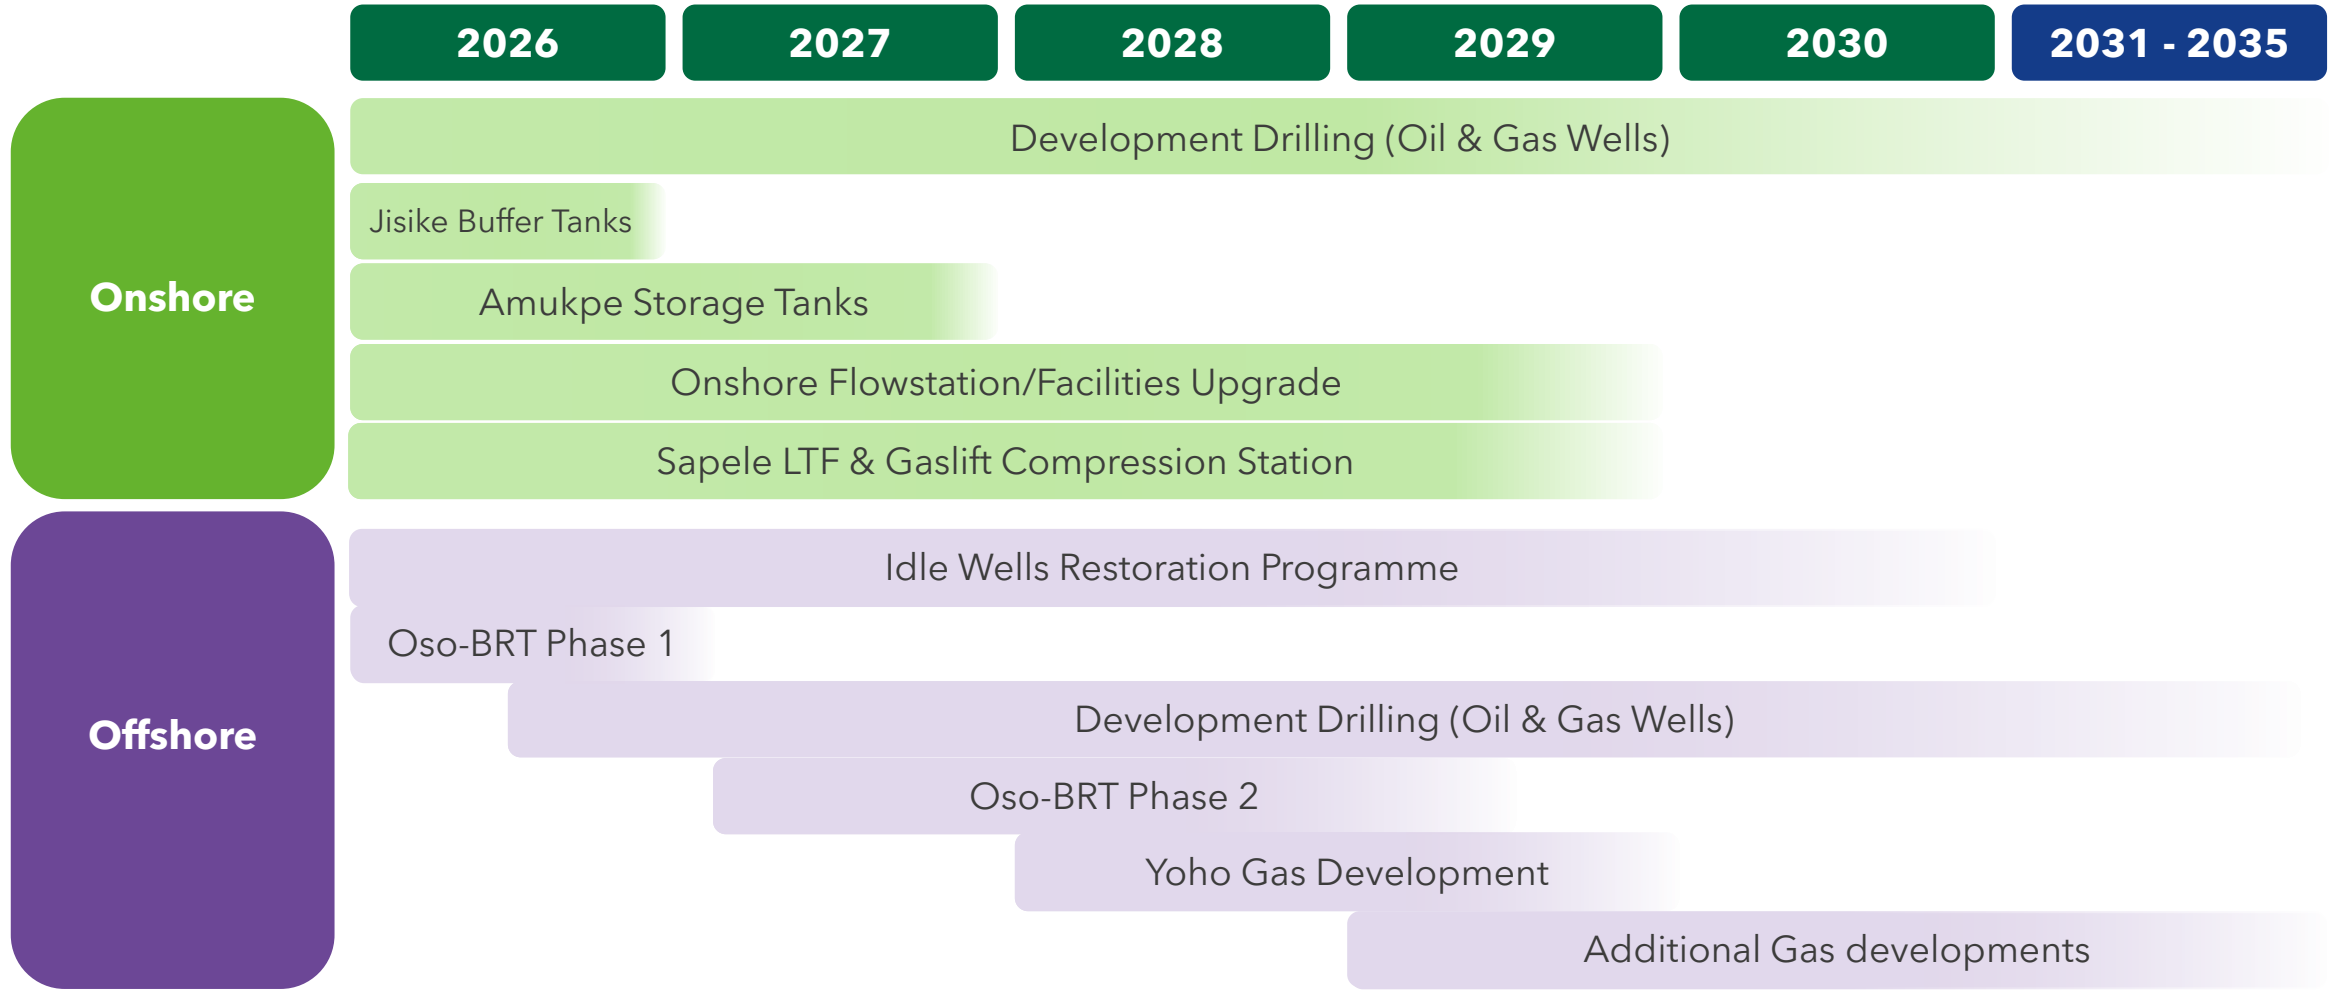 2026
2027
2028
2029
2030
2031 - 2035
Onshore
Development Drilling (Oil & Gas Wells)
Jisike Buffer Tanks
Amukpe Storage Tanks
Onshore Flowstation/Facilities Upgrade
Sapele LTF & Gaslift Compression Station
Offshore
Idle Wells Restoration Programme
Oso-BRT Phase 1
Development Drilling (Oil & Gas Wells)
Oso-BRT Phase 2
Yoho Gas Development
Additional Gas developments